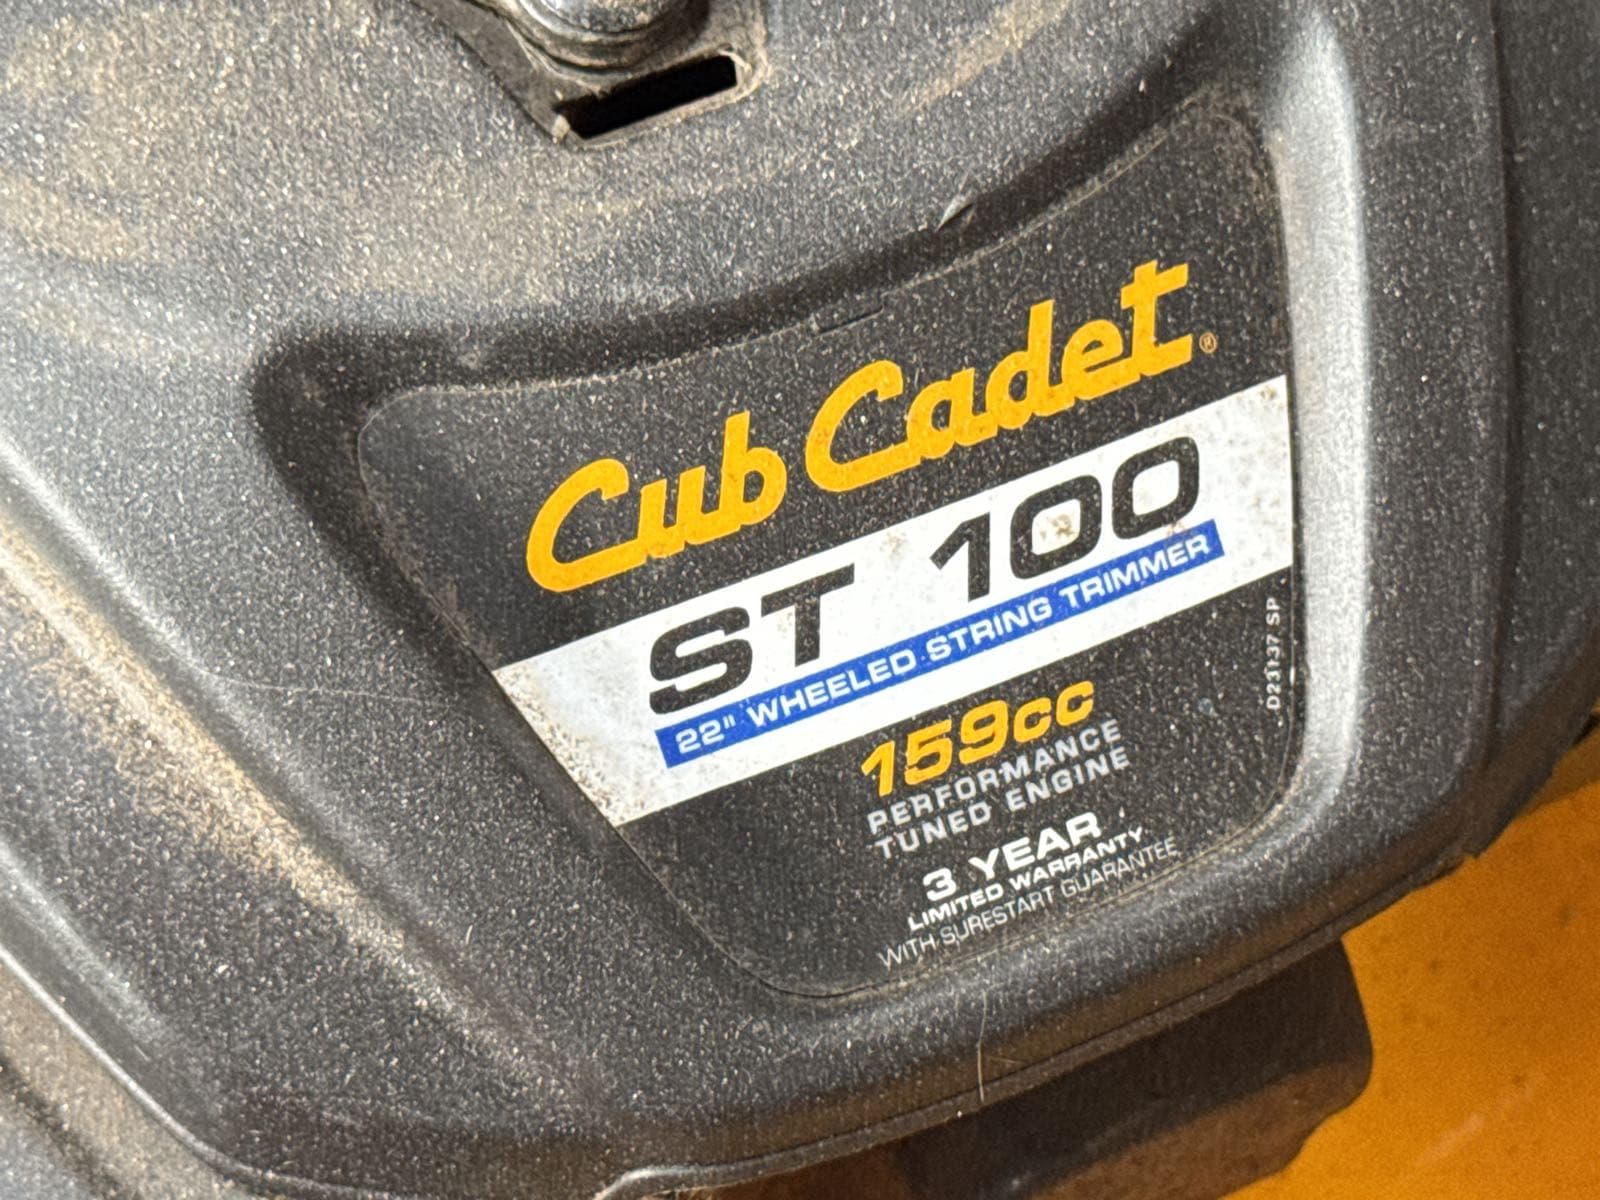 Cub Cadet®
ST 100
22" WHEELED STRING TRIMMER
159cc
PERFORMANCE
TUNED ENGINE
3 YEAR
LIMITED WARRANTY
WITH SURESTART GUARANTEE
D23137 SP